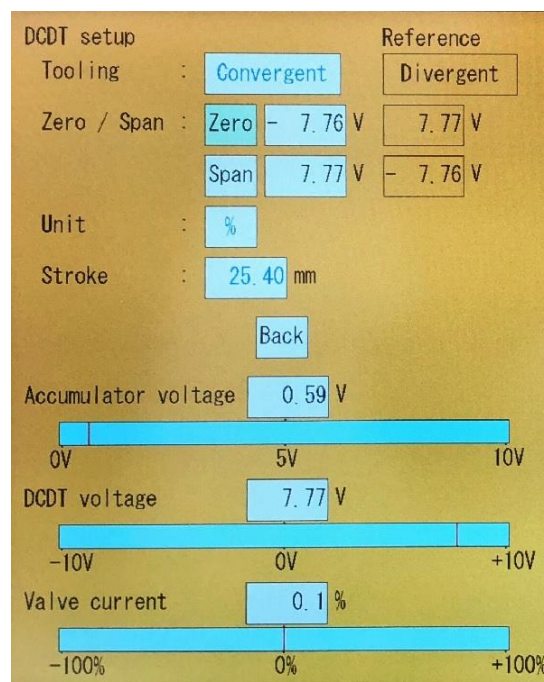 DCDT setup Reference
Tooling : Convergent Divergent
Zero / Span : Zero - 7.76 V 7.77 V
Span 7.77 V - 7.76 V
Unit : %
Stroke : 25.40 mm
Back
Accumulator voltage 0.59 V
0V 5V 10V
DCDT voltage 7.77 V
-10V 0V +10V
Valve current 0.1 %
-100% 0% +100%